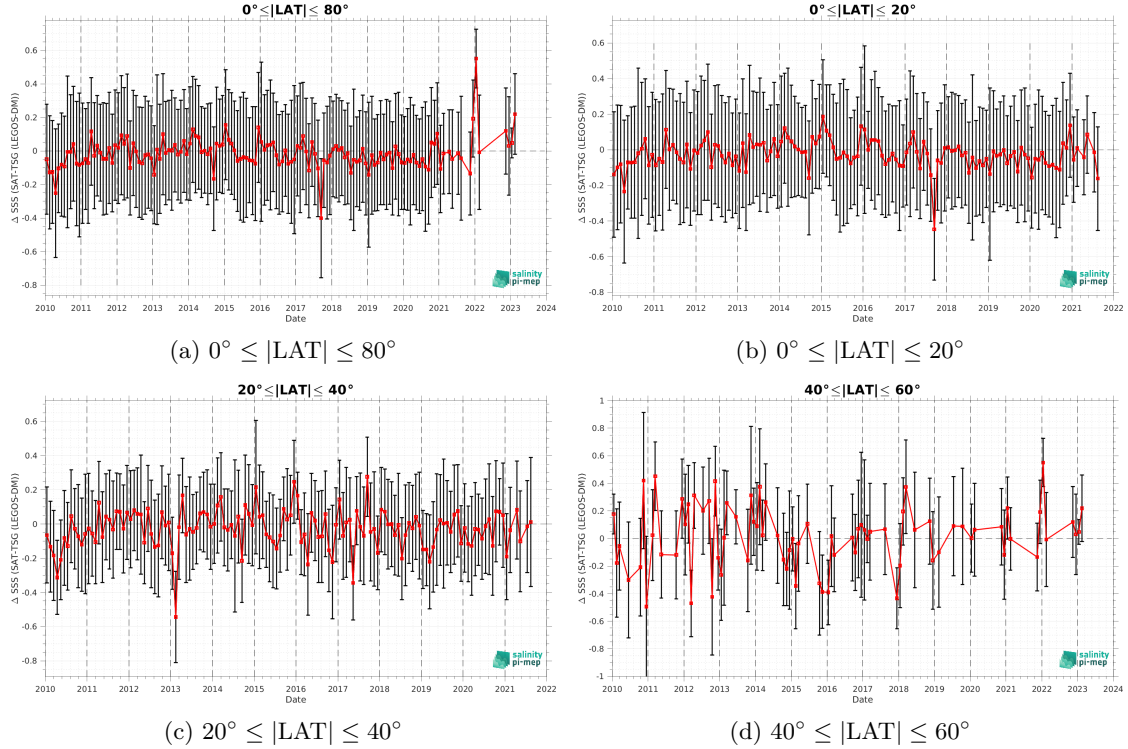 0°≤|LAT|≤ 80°
Δ SSS (SAT-TSG (LEGOS-DM))
0.6
0.4
0.2
0
-0.2
-0.4
-0.6
-0.8
2010 2011 2012 2013 2014 2015 2016 2017 2018 2019 2020 2021 2022 2023 2024
Date
salinity
pi-mep
(a) 0° ≤ |LAT| ≤ 80°
0°≤|LAT|≤ 20°
Δ SSS (SAT-TSG (LEGOS-DM))
0.6
0.4
0.2
0
-0.2
-0.4
-0.6
-0.8
2010 2011 2012 2013 2014 2015 2016 2017 2018 2019 2020 2021 2022
Date
salinity
pi-mep
(b) 0° ≤ |LAT| ≤ 20°
20°≤|LAT|≤ 40°
Δ SSS (SAT-TSG (LEGOS-DM))
0.6
0.4
0.2
0
-0.2
-0.4
-0.6
-0.8
2010 2011 2012 2013 2014 2015 2016 2017 2018 2019 2020 2021 2022
Date
salinity
pi-mep
(c) 20° ≤ |LAT| ≤ 40°
40°≤|LAT|≤ 60°
Δ SSS (SAT-TSG (LEGOS-DM))
1
0.8
0.6
0.4
0.2
0
-0.2
-0.4
-0.6
-0.8
-1
2010 2011 2012 2013 2014 2015 2016 2017 2018 2019 2020 2021 2022 2023 2024
Date
salinity
pi-mep
(d) 40° ≤ |LAT| ≤ 60°